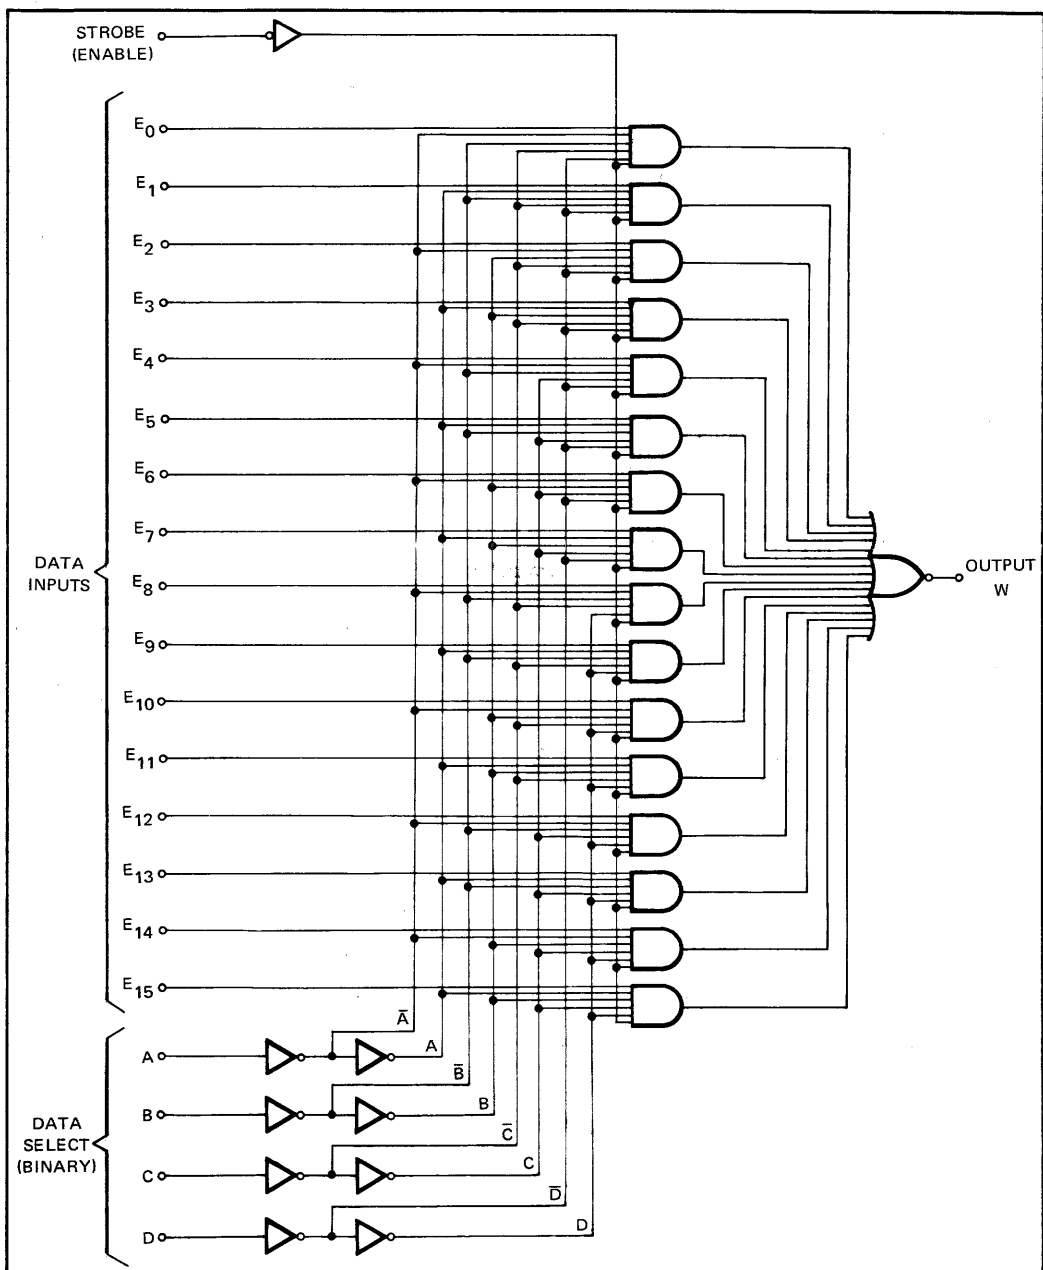 STROBE
(ENABLE)
E0
E1
E2
E3
E4
E5
E6
E7
DATA
INPUTS
E8
E9
E10
E11
E12
E13
E14
E15
OUTPUT
W
A̅
A
A
B̅
B
B
DATA
SELECT
(BINARY)
C̅
C
C
D̅
D
D